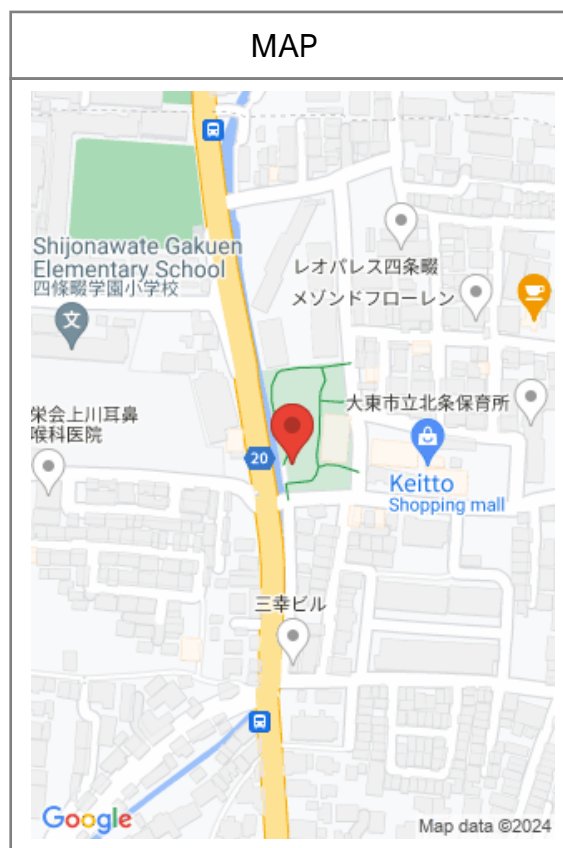 MAP
Shijonawate Gakuen
Elementary School
四條畷学園小学校
文
レオパレス四条畷
メゾンドフローレン
大東市立北条保育所
栄会上川耳鼻
喉科医院
20
Keitto
Shopping mall
三幸ビル
Google
Map data ©2024